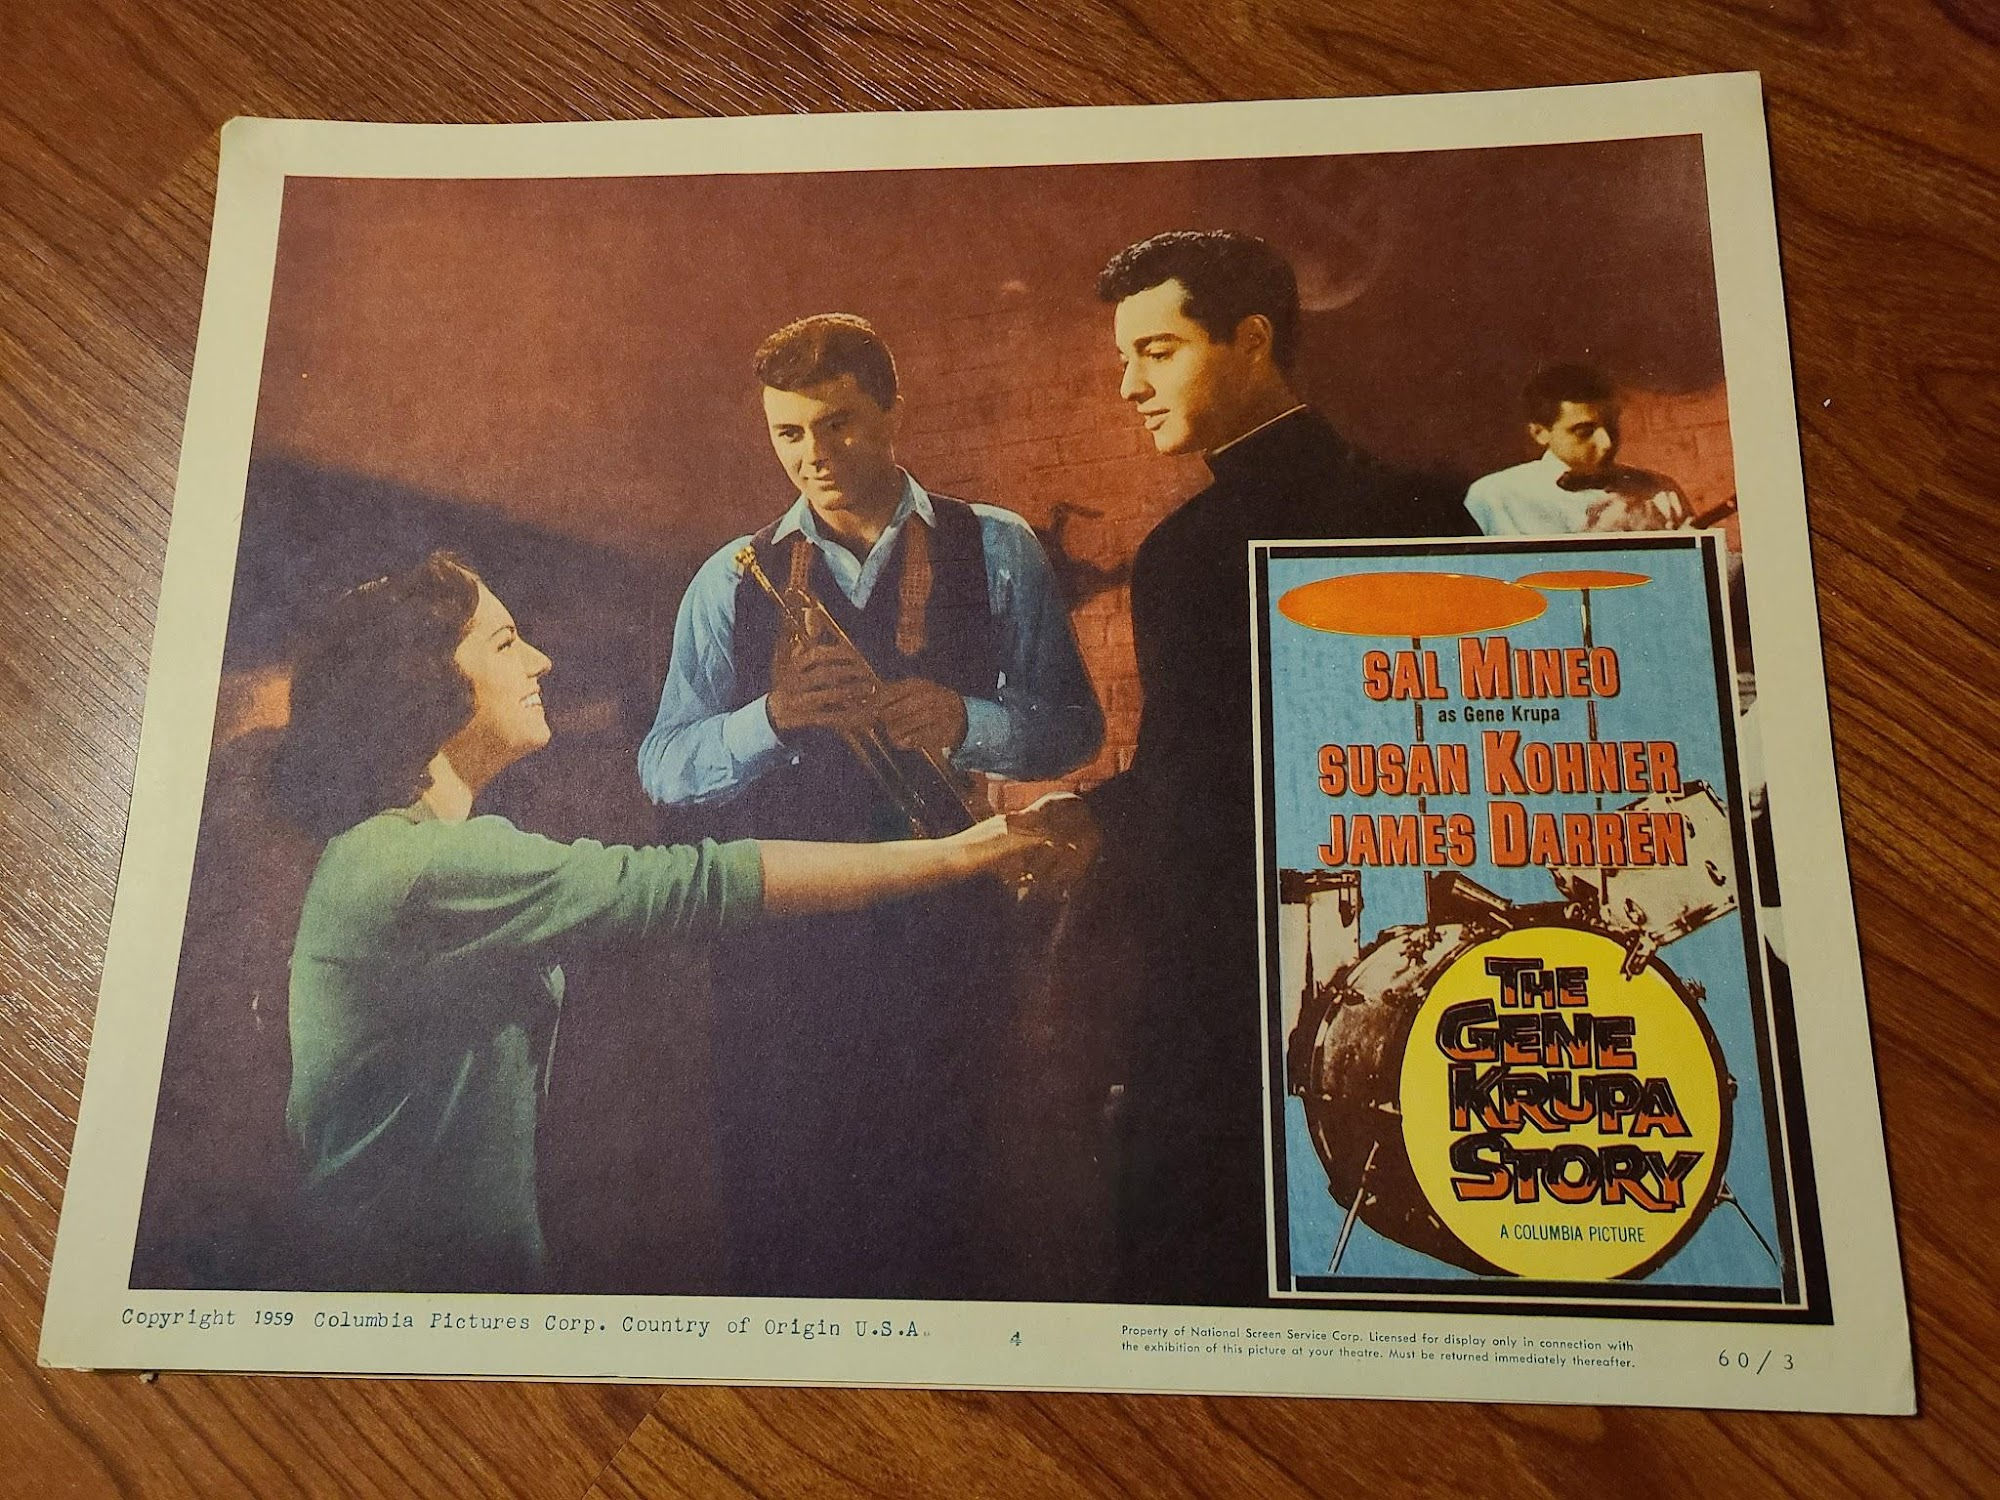 SAL MINEO
as Gene Krupa
SUSAN KOHNER
JAMES DARREN
THE
GENE
KRUPA
STORY
A COLUMBIA PICTURE
Copyright 1959 Columbia Pictures Corp. Country of Origin U.S.A.
4
Property of National Screen Service Corp. Licensed for display only in connection with
the exhibition of this picture at your theatre. Must be returned immediately thereafter.
60/3